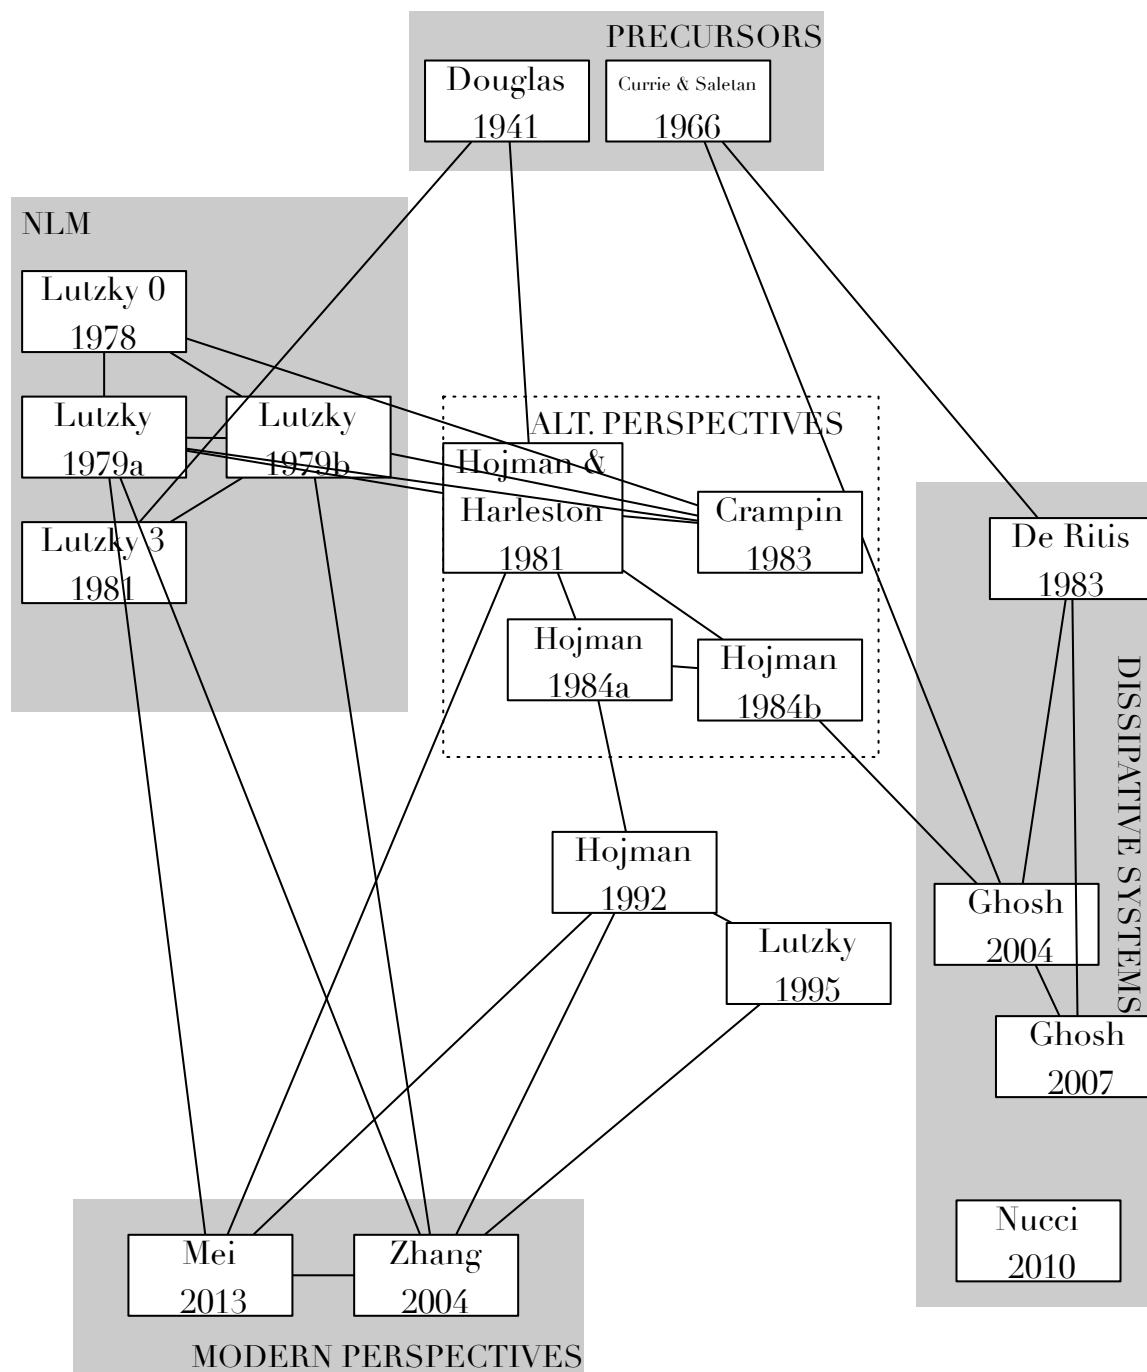 PRECURSORS
Douglas
1941
Currie & Saletan
1966
NLM
Lutzky 0
1978
Lutzky
1979a
Lutzky
1979b
Lutzky 3
1981
ALT. PERSPECTIVES
Hojman &
Harleston
1981
Crampin
1983
Hojman
1984a
Hojman
1984b
De Ritis
1983
DISSIPATIVE SYSTEMS
Hojman
1992
Lutzky
1995
Ghosh
2004
Ghosh
2007
Nucci
2010
Mei
2013
Zhang
2004
MODERN PERSPECTIVES